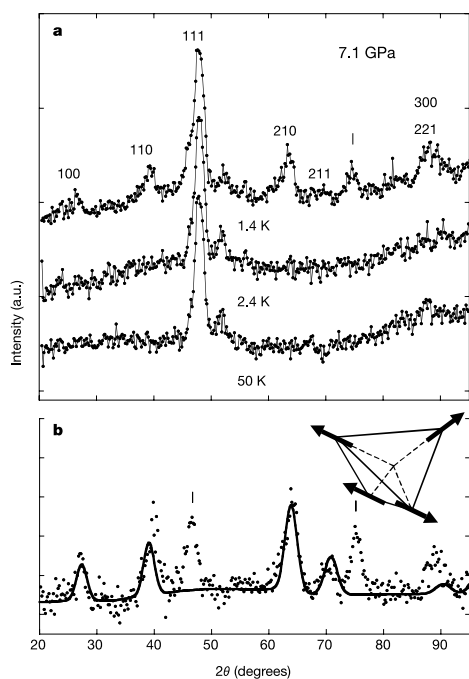 a
111
7.1 GPa
300
110
210
221
100
211
1.4 K
2.4 K
50 K
Intensity (a.u.)
b
20 30 40 50 60 70 80 90
2θ (degrees)